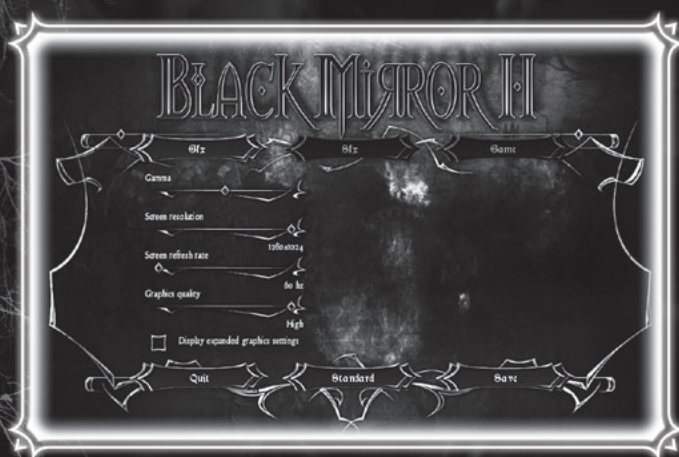 BLACK MIRROR II
Gfx Sfx Game
Gamma
Screen resolution
1280x1024
Screen refresh rate
60 hz
Graphics quality
High
Display expanded graphics settings
Quit Standard Save